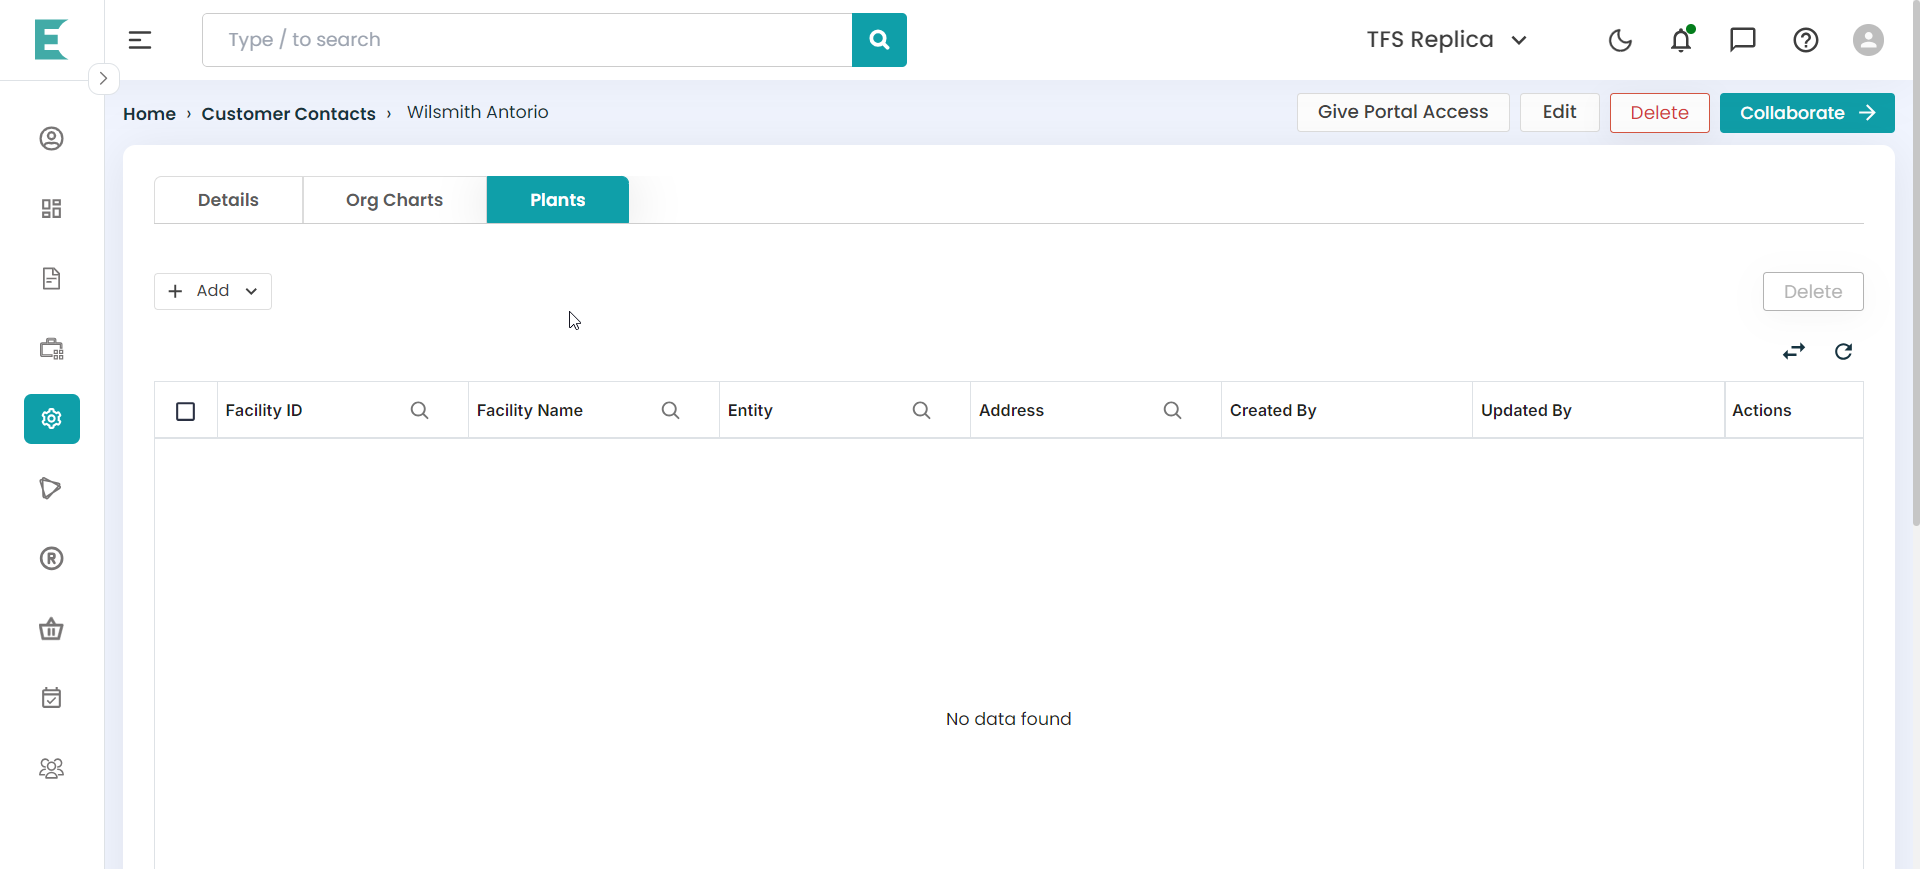 Type / to search
TFS Replica
Home › Customer Contacts › Wilsmith Antorio
Give Portal Access
Edit
Delete
Collaborate
Details
Org Charts
Plants
+ Add
Delete
Facility ID
Facility Name
Entity
Address
Created By
Updated By
Actions
No data found